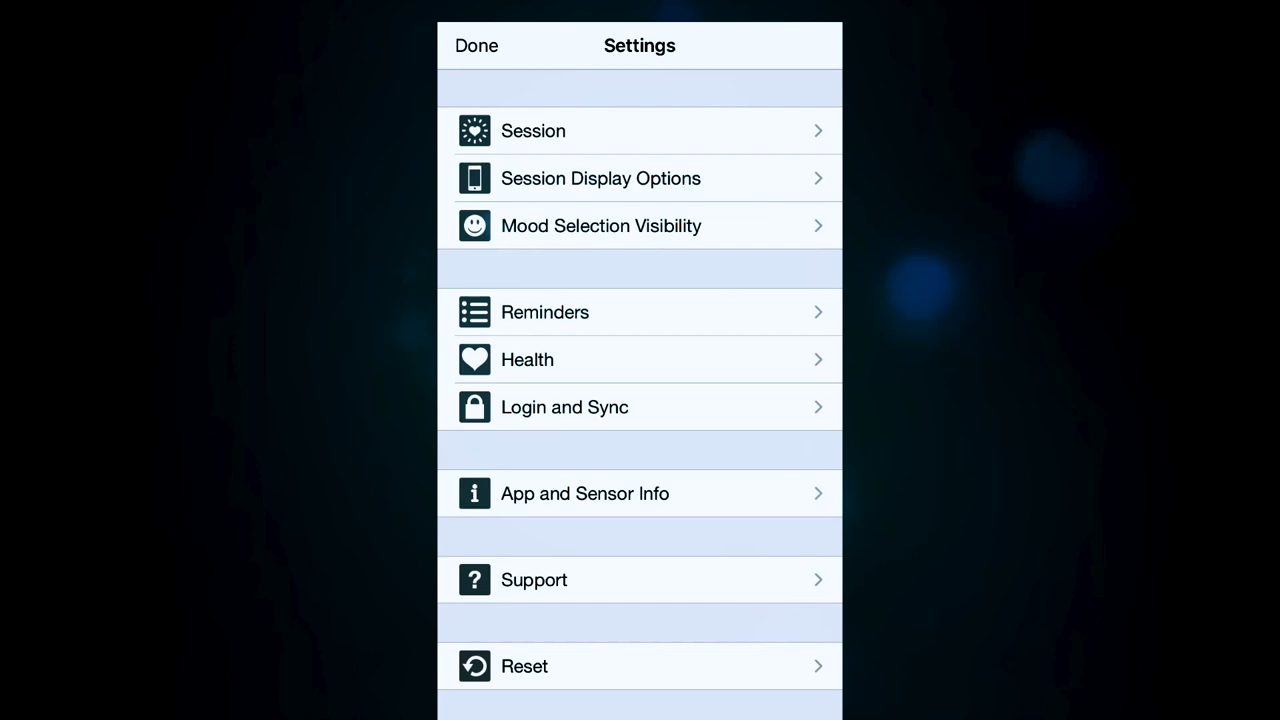 Done Settings
Session
Session Display Options
Mood Selection Visibility
Reminders
Health
Login and Sync
App and Sensor Info
Support
Reset